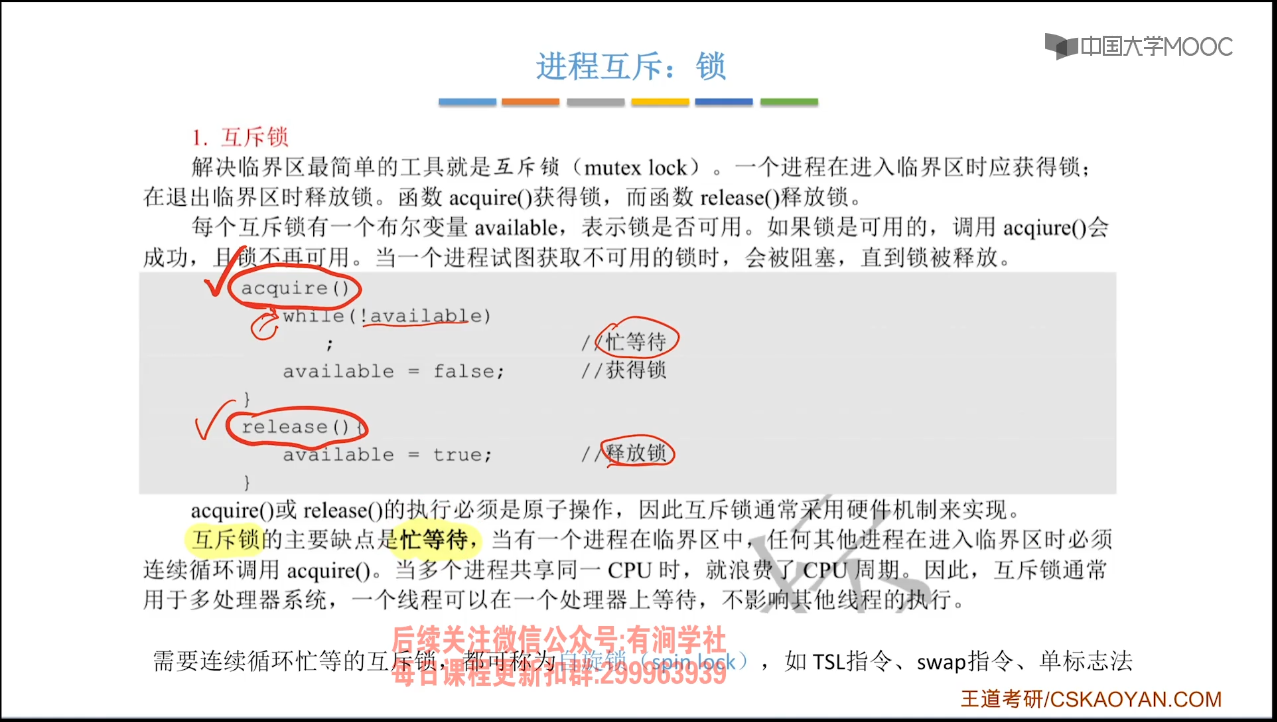 中国大学MOOC
进程互斥：锁
1. 互斥锁
解决临界区最简单的工具就是互斥锁（mutex lock）。一个进程在进入临界区时应获得锁；
在退出临界区时释放锁。函数 acquire()获得锁，而函数 release()释放锁。
每个互斥锁有一个布尔变量 available，表示锁是否可用。如果锁是可用的，调用 acqiure()会
成功，且锁不再可用。当一个进程试图获取不可用的锁时，会被阻塞，直到锁被释放。
acquire()
while(!available)
; //忙等待
available = false; //获得锁
}
release(){
available = true; //释放锁
}
acquire()或 release()的执行必须是原子操作，因此互斥锁通常采用硬件机制来实现。
互斥锁的主要缺点是忙等待，当有一个进程在临界区中，任何其他进程在进入临界区时必须
连续循环调用 acquire()。当多个进程共享同一 CPU 时，就浪费了 CPU 周期。因此，互斥锁通常
用于多处理器系统，一个线程可以在一个处理器上等待，不影响其他线程的执行。
后续关注微信公众号:有涧学社
需要连续循环忙等的互斥锁，都可称为自旋锁（spin lock），如 TSL指令、swap指令、单标志法
每日课程更新扣群:299983939
王道考研/CSKAOYAN.COM